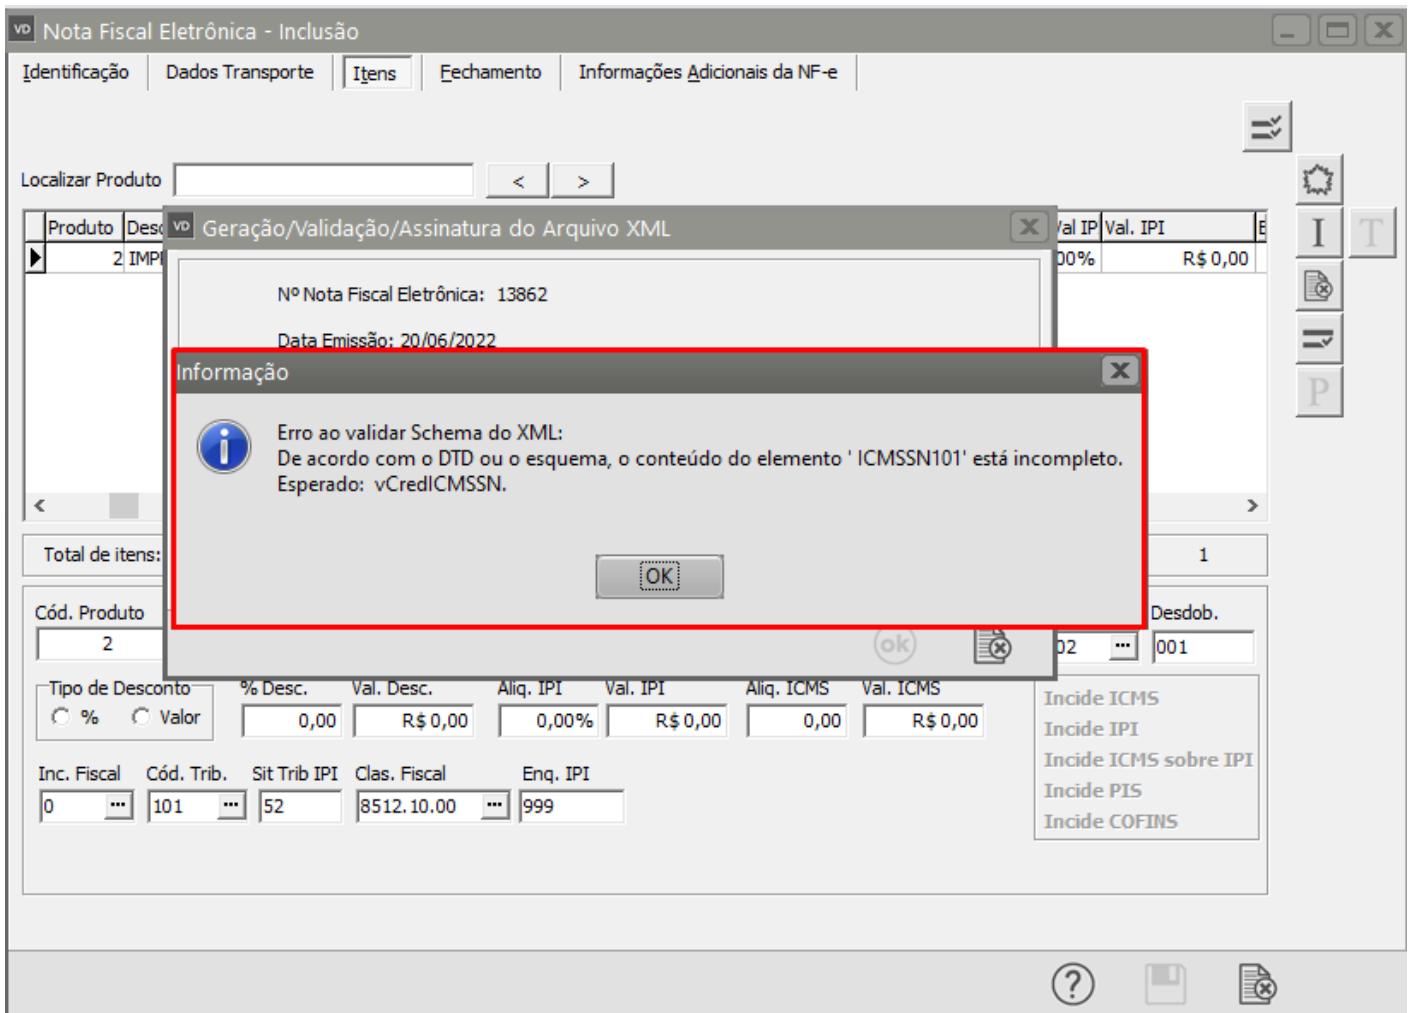 VD Nota Fiscal Eletrônica - Inclusão
Identificação Dados Transporte Itens Fechamento Informações Adicionais da NF-e
Localizar Produto < >
Produto
VD Geração/Validação/Assinatura do Arquivo XML
Val. IPI
2 R$ 0,00
I T
Nº Nota Fiscal Eletrônica: 13862
Data Emissão: 20/06/2022
Informação
P
Erro ao validar Schema do XML:
De acordo com o DTD ou o esquema, o conteúdo do elemento ' ICMSSN101' está incompleto.
Esperado: vCredICMSSN.
< >
Total de itens: 1
OK
Cód. Produto Desdob.
2 ok 02 ... 001
Tipo de Desconto % Desc. Val. Desc. Aliq. IPI Val. IPI Aliq. ICMS Val. ICMS
% Valor 0,00 R$ 0,00 0,00% R$ 0,00 0,00 R$ 0,00
Incide ICMS
Incide IPI
Incide ICMS sobre IPI
Incide PIS
Incide COFINS
Inc. Fiscal Cód. Trib. Sit Trib IPI Clas. Fiscal Enq. IPI
0 ... 101 ... 52 8512.10.00 ... 999
?